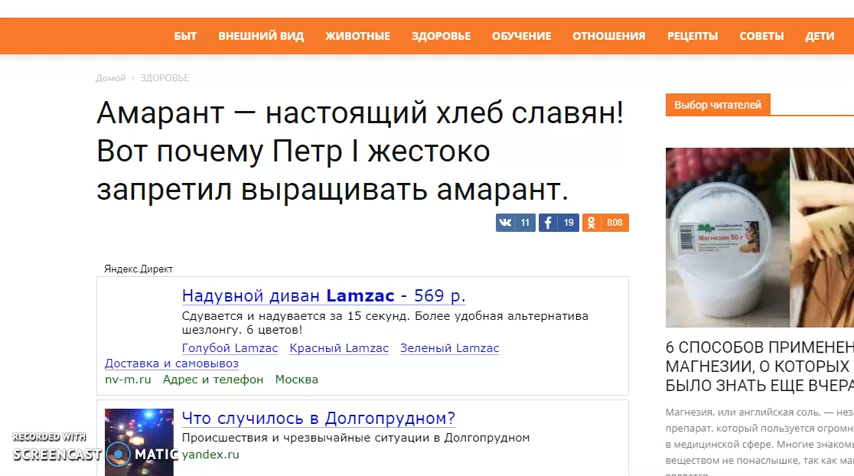 БЫТ ВНЕШНИЙ ВИД ЖИВОТНЫЕ ЗДОРОВЬЕ ОБУЧЕНИЕ ОТНОШЕНИЯ РЕЦЕПТЫ СОВЕТЫ ДЕТИ
Домой › ЗДОРОВЬЕ
Амарант — настоящий хлеб славян!
Вот почему Петр I жестоко
запретил выращивать амарант.
11 19 808
Выбор читателей
Магнезия 50 г
Яндекс.Директ
Надувной диван Lamzac - 569 р.
Сдувается и надувается за 15 секунд. Более удобная альтернатива
шезлонгу. 6 цветов!
Голубой Lamzac Красный Lamzac Зеленый Lamzac
Доставка и самовывоз
nv-m.ru Адрес и телефон Москва
Что случилось в Долгопрудном?
Происшествия и чрезвычайные ситуации в Долгопрудном
yandex.ru
6 СПОСОБОВ ПРИМЕНЕН
МАГНЕЗИИ, О КОТОРЫХ
БЫЛО ЗНАТЬ ЕЩЕ ВЧЕРА
Магнезия, или английская соль, — нез
препарат, который пользуется огромн
в медицинской сфере. Многие знакомы
веществом не понаслышке, так как ма
RECORDED WITH
SCREENCAST MATIC